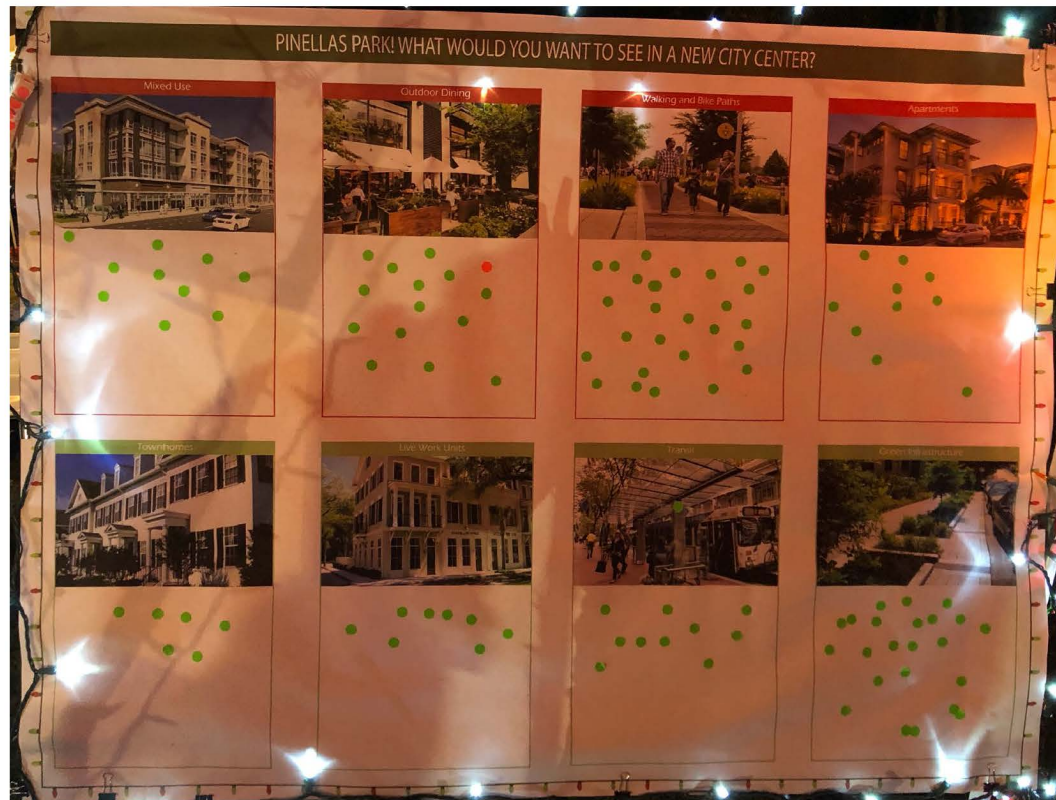 PINELLAS PARK! WHAT WOULD YOU WANT TO SEE IN A NEW CITY CENTER?
Mixed Use
Outdoor Dining
Walking and Bike Paths
Apartments
Townhomes
Live Work Units
Transit
Green Infrastructure